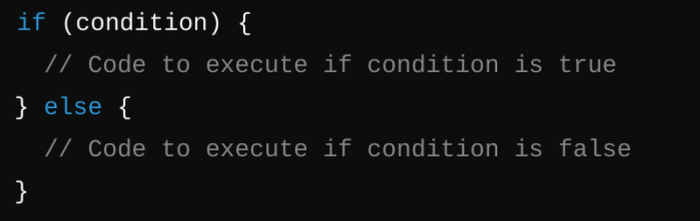 if (condition) {
  // Code to execute if condition is true
} else {
  // Code to execute if condition is false
}